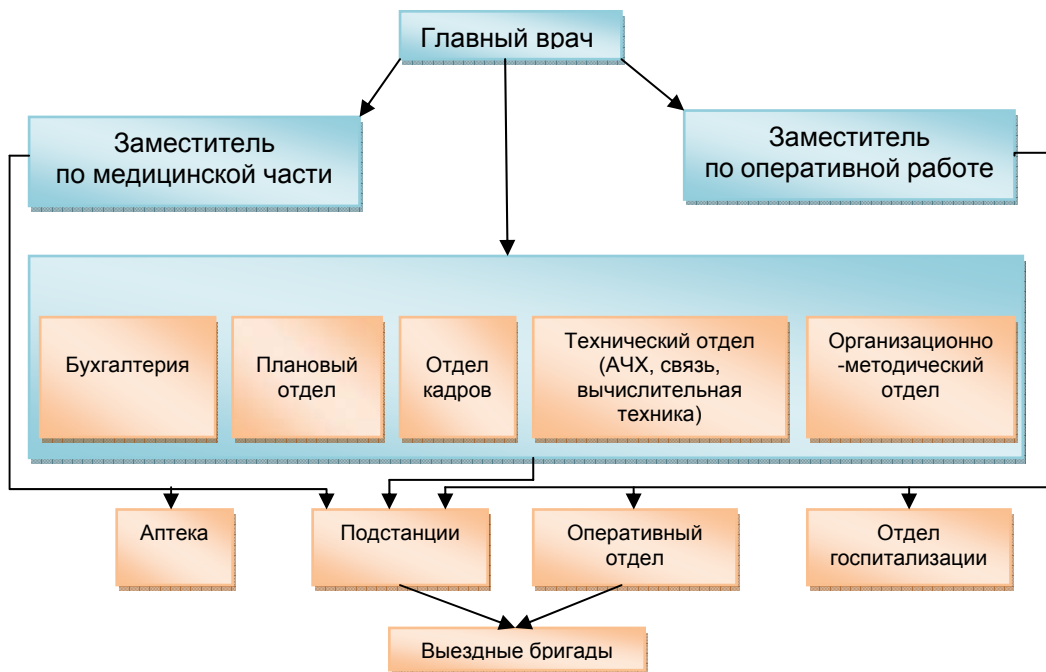 Главный врач
Заместитель
по медицинской части
Заместитель
по оперативной работе
Бухгалтерия
Плановый
отдел
Отдел
кадров
Технический отдел
(АЧХ, связь,
вычислительная
техника)
Организационно
-методический
отдел
Аптека
Подстанции
Оперативный
отдел
Отдел
госпитализации
Выездные бригады